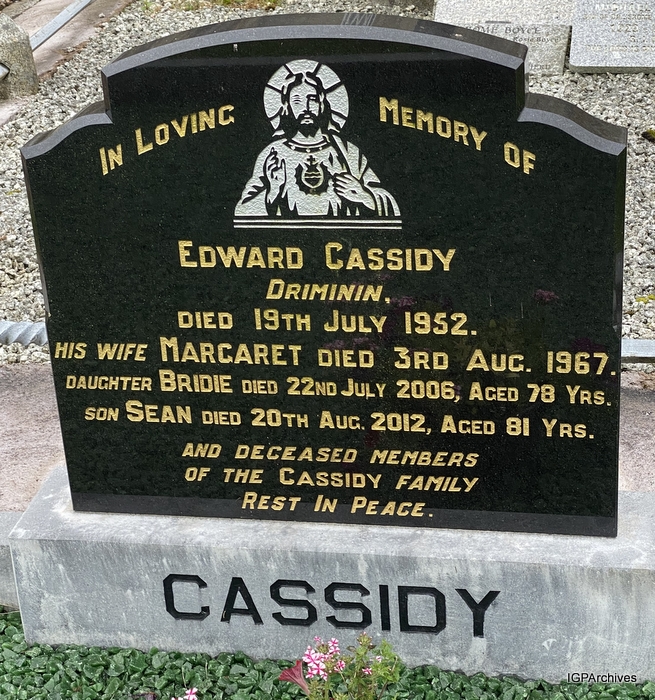 IN LOVING MEMORY OF
EDWARD CASSIDY
DRIMININ,
DIED 19TH JULY 1952.
HIS WIFE MARGARET DIED 3RD AUG. 1967.
DAUGHTER BRIDIE DIED 22ND JULY 2006, AGED 78 YRS.
SON SEAN DIED 20TH AUG. 2012, AGED 81 YRS.
AND DECEASED MEMBERS
OF THE CASSIDY FAMILY
REST IN PEACE.
CASSIDY
IGPArchives